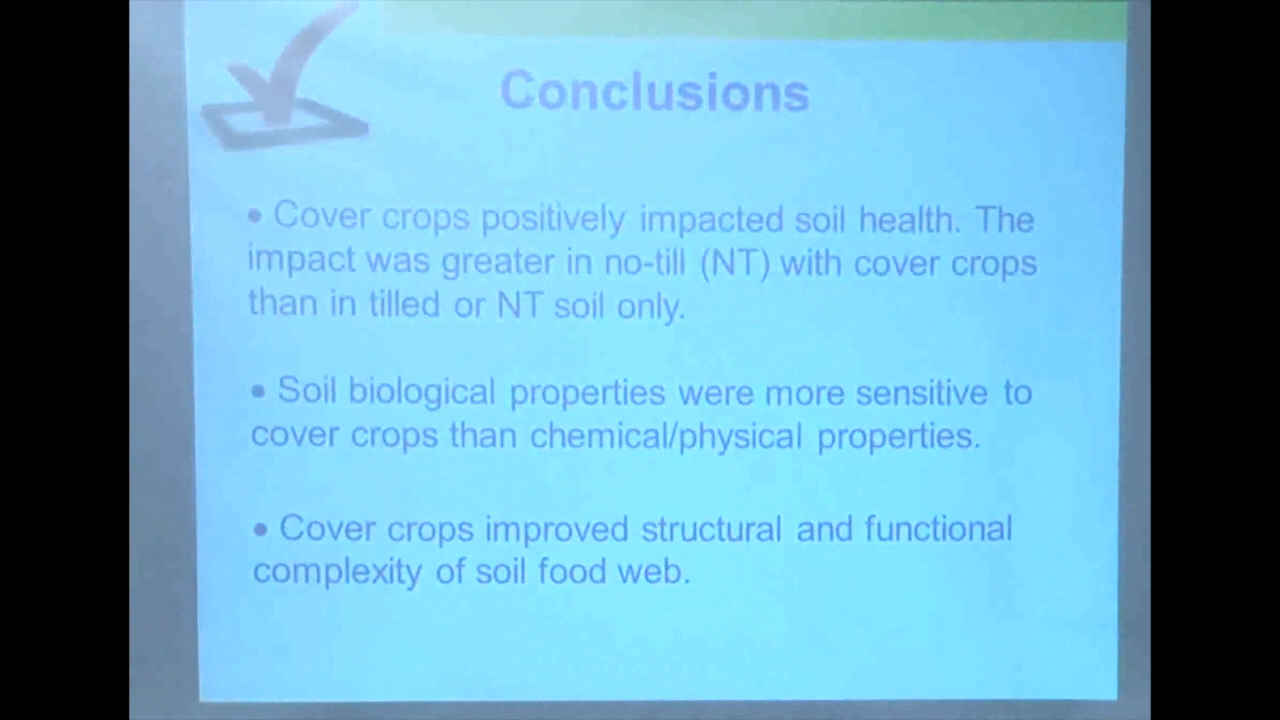 Conclusions
• Cover crops positively impacted soil health. The
impact was greater in no-till (NT) with cover crops
than in tilled or NT soil only.
• Soil biological properties were more sensitive to
cover crops than chemical/physical properties.
• Cover crops improved structural and functional
complexity of soil food web.